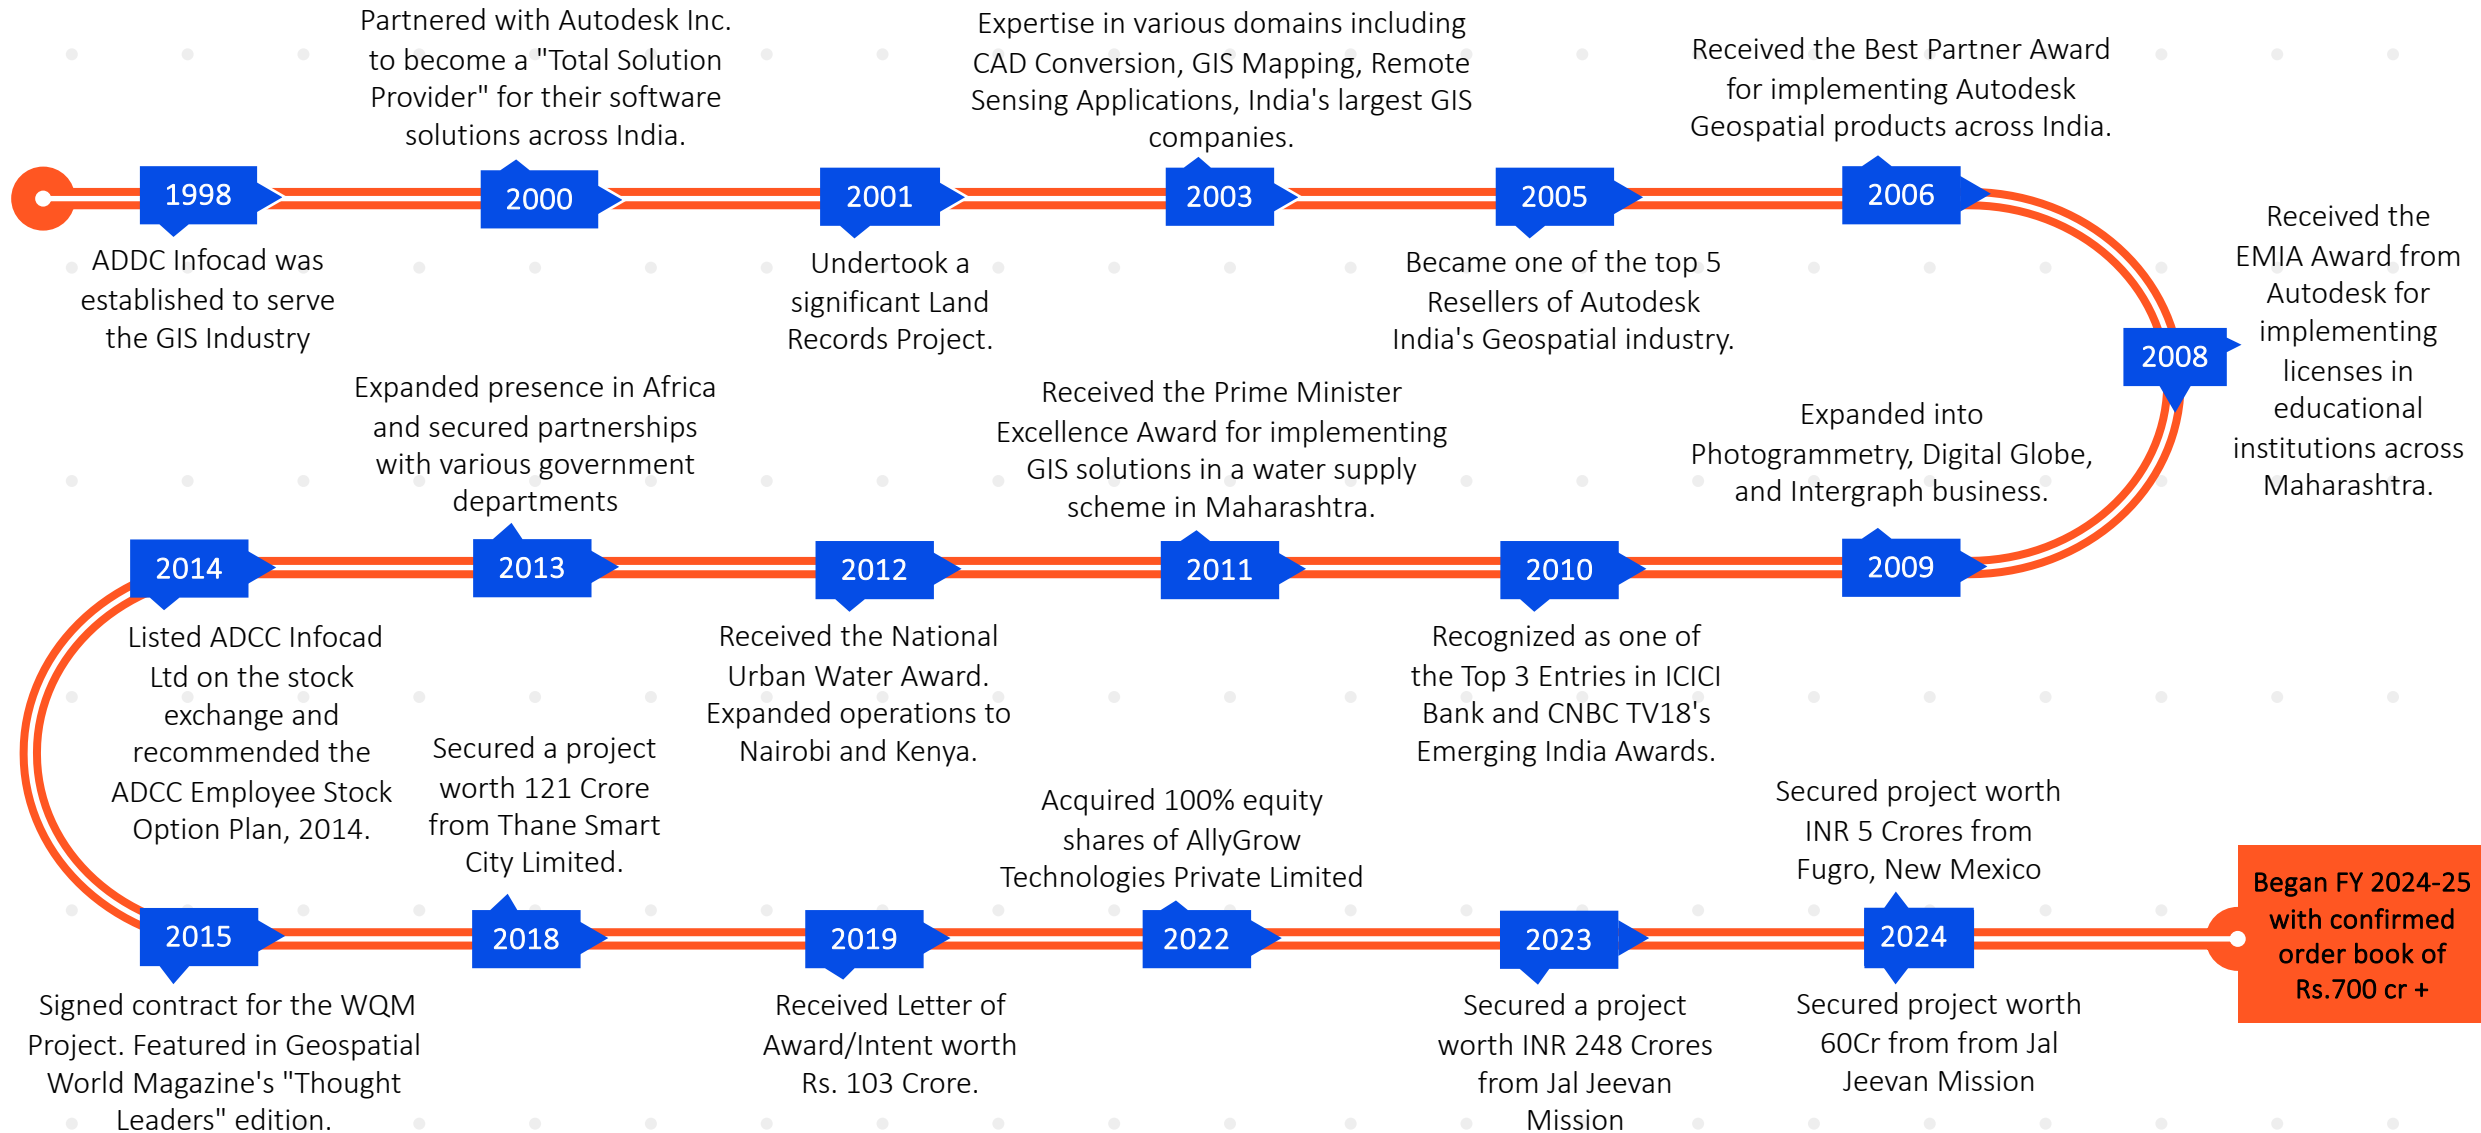 1998
ADDC Infocad was
established to serve
the GIS Industry
Partnered with Autodesk Inc.
to become a "Total Solution
Provider" for their software
solutions across India.
2000
2001
Undertook a
significant Land
Records Project.
Expertise in various domains including
CAD Conversion, GIS Mapping, Remote
Sensing Applications, India's largest GIS
companies.
2003
2005
Became one of the top 5
Resellers of Autodesk
India's Geospatial industry.
Received the Best Partner Award
for implementing Autodesk
Geospatial products across India.
2006
2008
Received the
EMIA Award from
Autodesk for
implementing
licenses in
educational
institutions across
Maharashtra.
Expanded into
Photogrammetry, Digital Globe,
and Intergraph business.
2009
2010
Recognized as one of
the Top 3 Entries in ICICI
Bank and CNBC TV18's
Emerging India Awards.
Received the Prime Minister
Excellence Award for implementing
GIS solutions in a water supply
scheme in Maharashtra.
2011
2012
Received the National
Urban Water Award.
Expanded operations to
Nairobi and Kenya.
Expanded presence in Africa
and secured partnerships
with various government
departments
2013
2014
Listed ADCC Infocad
Ltd on the stock
exchange and
recommended the
ADCC Employee Stock
Option Plan, 2014.
2015
Signed contract for the WQM
Project. Featured in Geospatial
World Magazine's "Thought
Leaders" edition.
Secured a project
worth 121 Crore
from Thane Smart
City Limited.
2018
2019
Received Letter of
Award/Intent worth
Rs. 103 Crore.
Acquired 100% equity
shares of AllyGrow
Technologies Private Limited
2022
2023
Secured a project
worth INR 248 Crores
from Jal Jeevan
Mission
Secured project worth
INR 5 Crores from
Fugro, New Mexico
2024
Secured project worth
60Cr from from Jal
Jeevan Mission
Began FY 2024-25
with confirmed
order book of
Rs.700 cr +